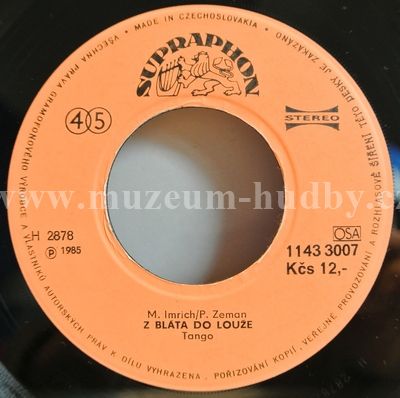 • MADE IN CZECHOSLOVAKIA •
VŠECHNA PRÁVA GRAMOFONOVÉHO VÝROBCE A VLASTNÍKŮ AUTORSKÝCH PRÁV K DÍLU VYHRAZENA. POŘIZOVÁNÍ KOPIÍ, VEŘEJNÉ PROVOZOVÁNÍ A ROZHLASOVÉ ŠÍŘENÍ TÉTO DESKY JE ZAKÁZÁNO
SUPRAPHON
45
STEREO
www.muzeum-hudby.cz
H 2878
℗ 1985
OSA
1143 3007
Kčs 12,-
M. Imrich/P. Zeman
Z BLÁTA DO LOUŽE
Tango